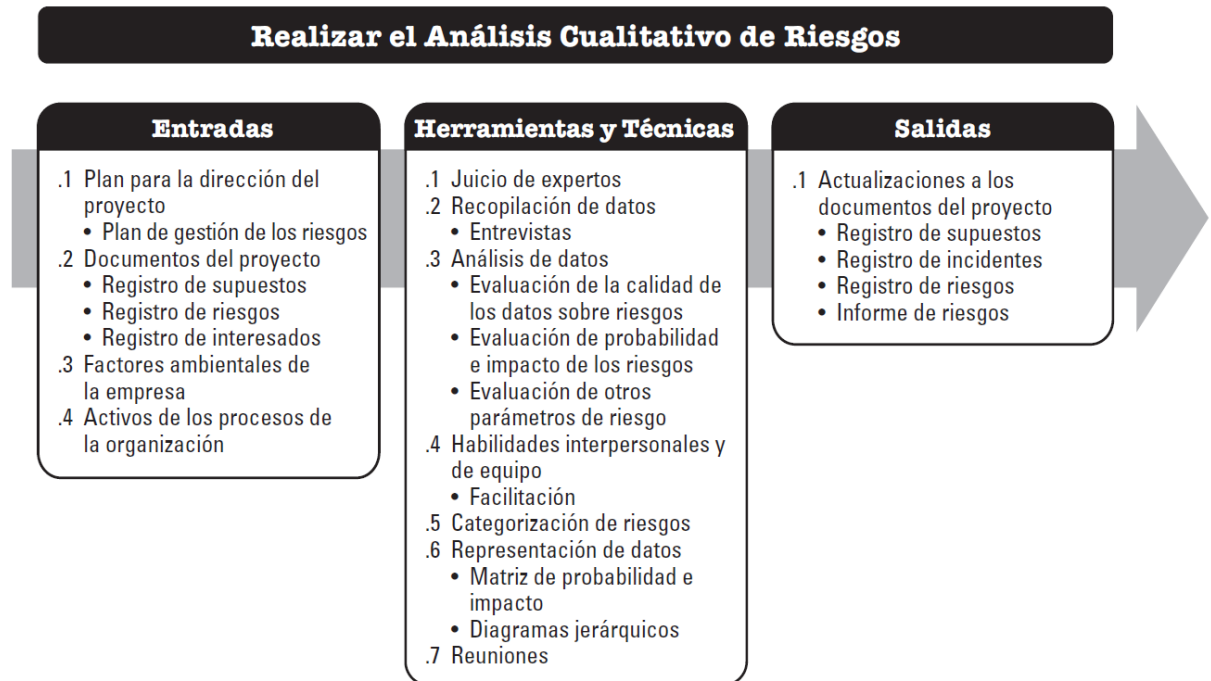 Realizar el Análisis Cualitativo de Riesgos
Entradas
.1 Plan para la dirección del
proyecto
• Plan de gestión de los riesgos
.2 Documentos del proyecto
• Registro de supuestos
• Registro de riesgos
• Registro de interesados
.3 Factores ambientales de
la empresa
.4 Activos de los procesos de
la organización
Herramientas y Técnicas
.1 Juicio de expertos
.2 Recopilación de datos
• Entrevistas
.3 Análisis de datos
• Evaluación de la calidad de
los datos sobre riesgos
• Evaluación de probabilidad
e impacto de los riesgos
• Evaluación de otros
parámetros de riesgo
.4 Habilidades interpersonales y
de equipo
• Facilitación
.5 Categorización de riesgos
.6 Representación de datos
• Matriz de probabilidad e
impacto
• Diagramas jerárquicos
.7 Reuniones
Salidas
.1 Actualizaciones a los
documentos del proyecto
• Registro de supuestos
• Registro de incidentes
• Registro de riesgos
• Informe de riesgos